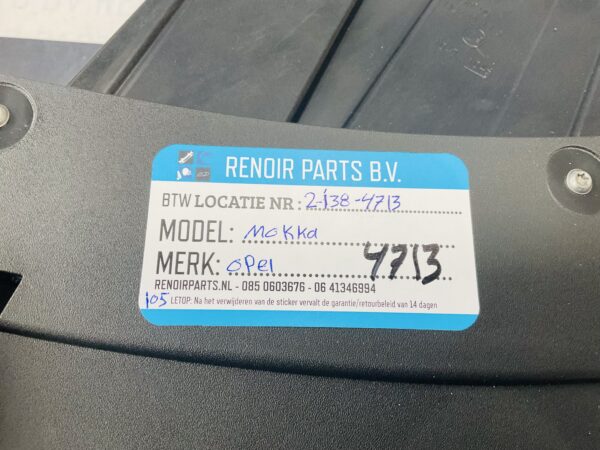 RENOIR PARTS B.V.
BTW LOCATIE NR : 2-138-4713
MODEL: Mokka
MERK: opel 4713
RENOIRPARTS.NL - 085 0603676 - 06 41346994
105 LETOP: Na het verwijderen van de sticker vervalt de garantie/retourbeleid van 14 dagen